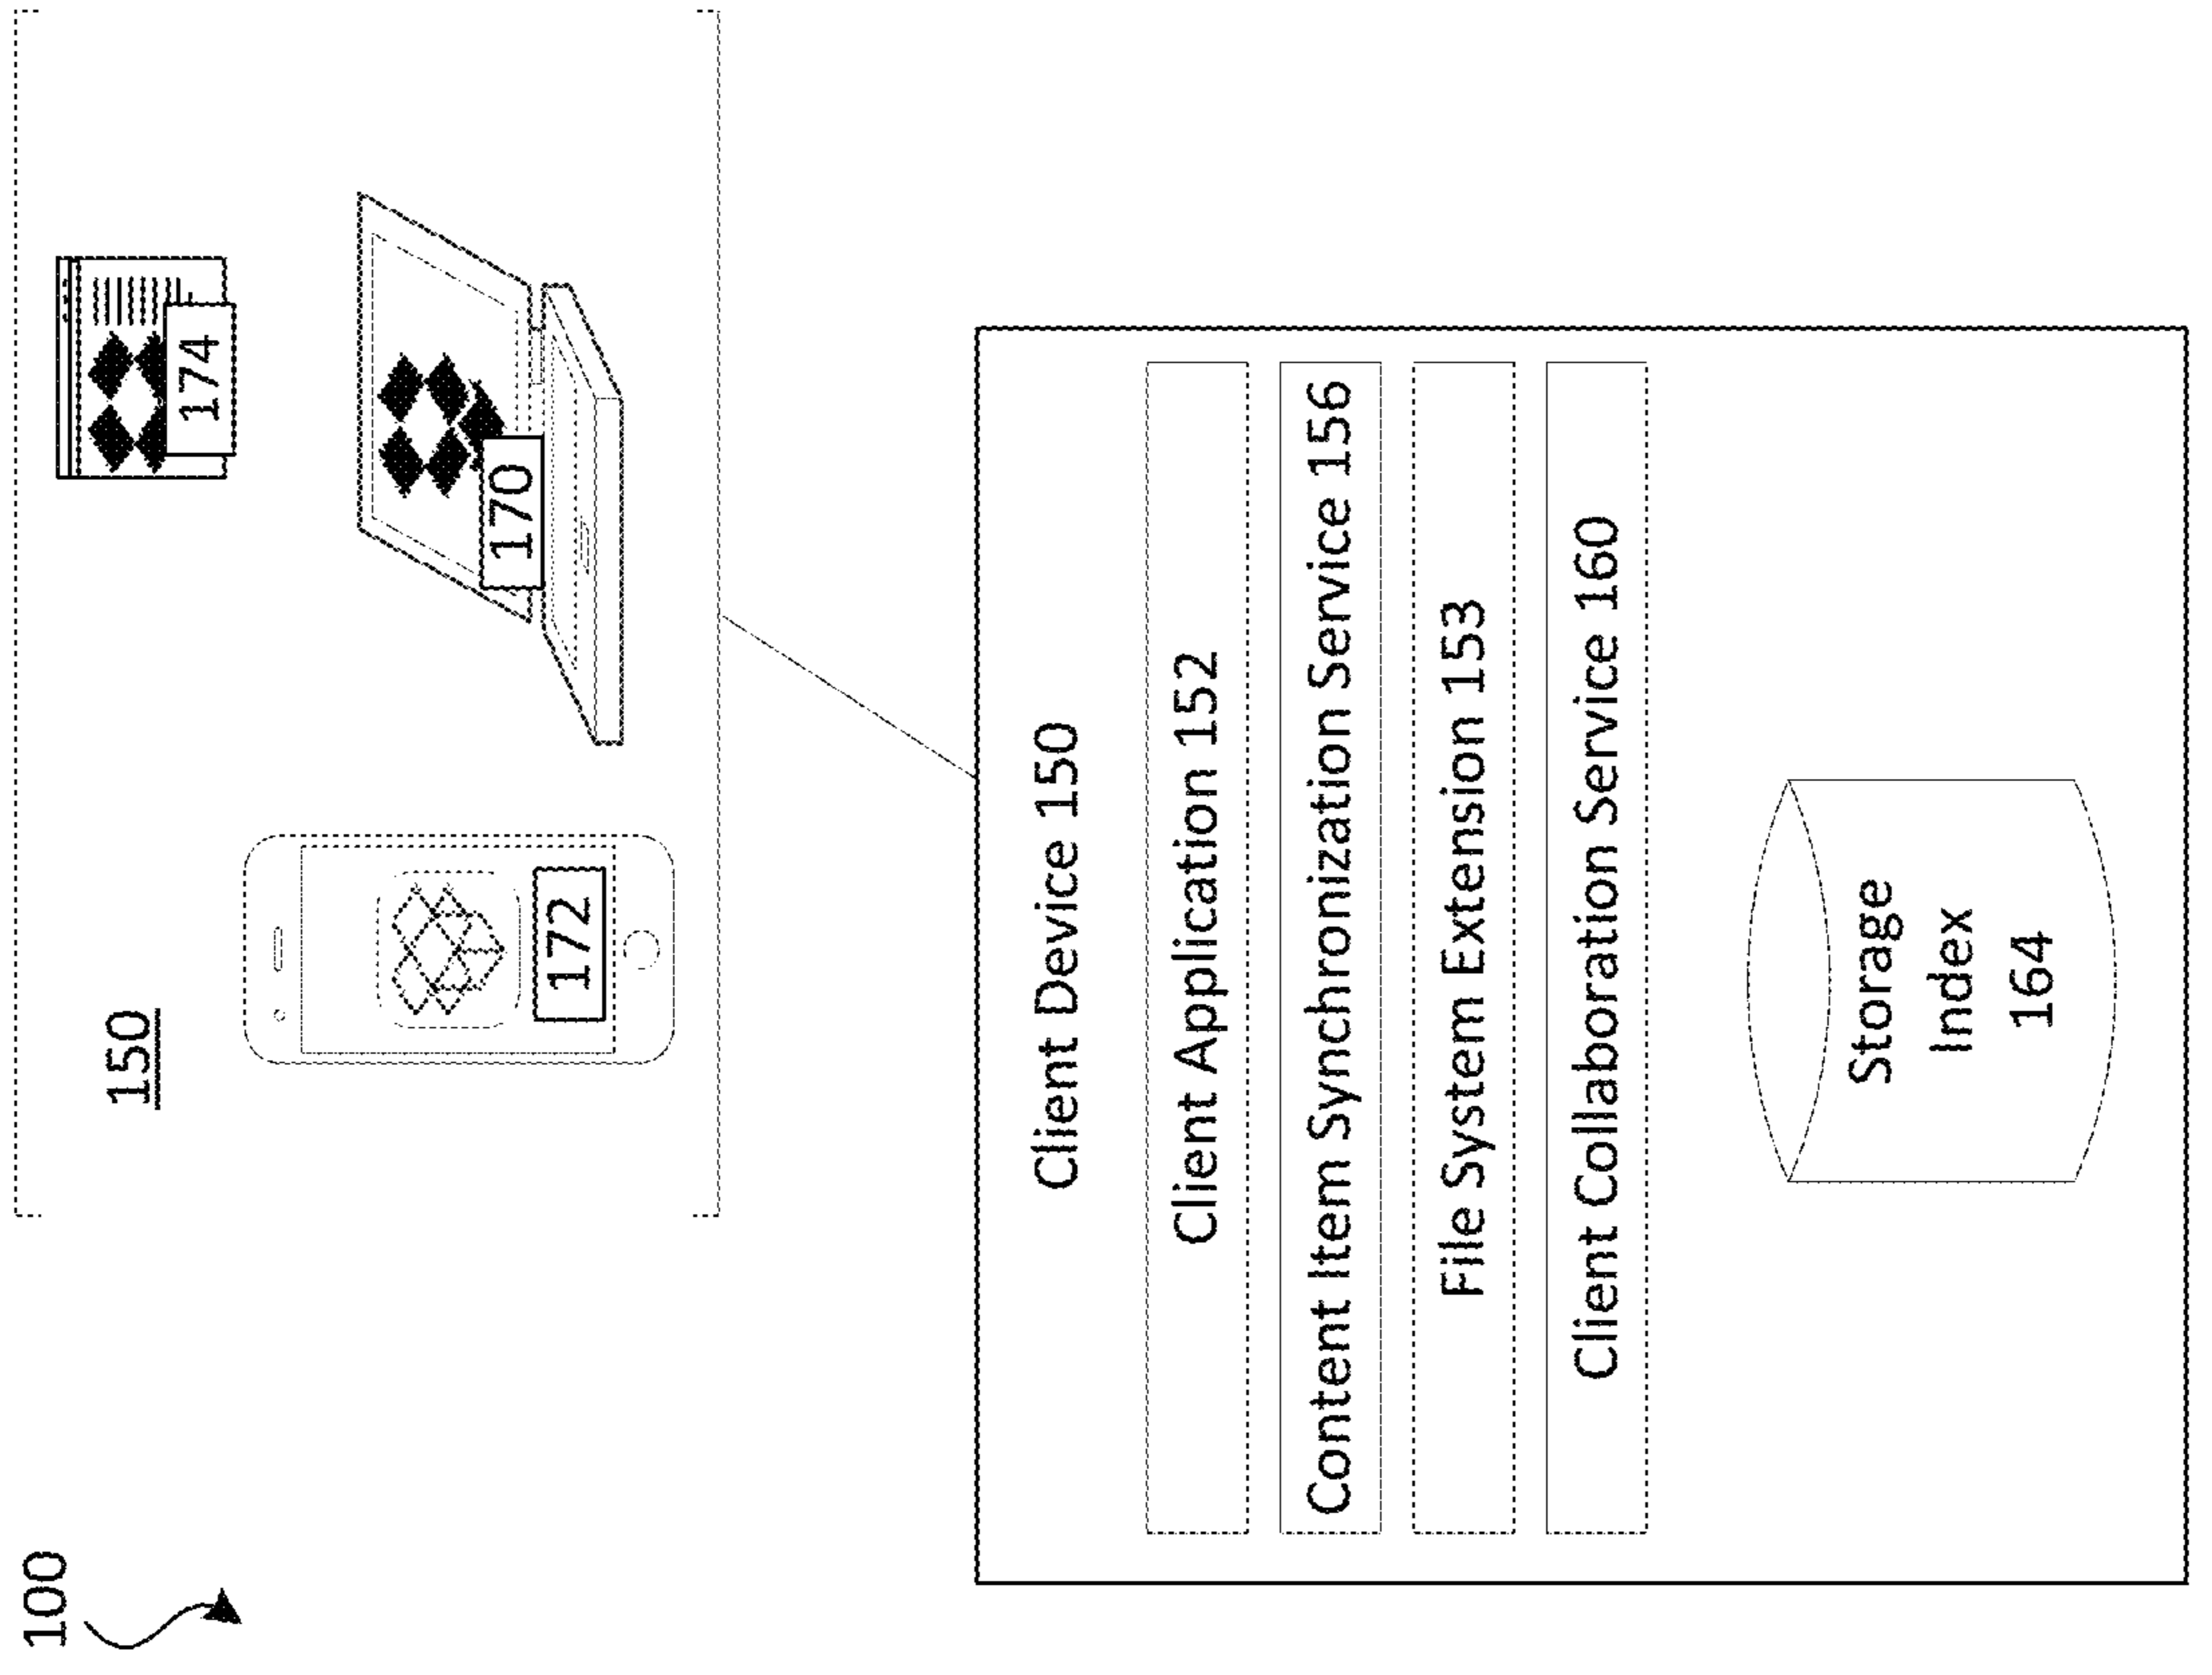 100
150
172
170
174
Client Device 150
Client Application 152
Content Item Synchronization Service 156
File System Extension 153
Client Collaboration Service 160
Storage
Index
164